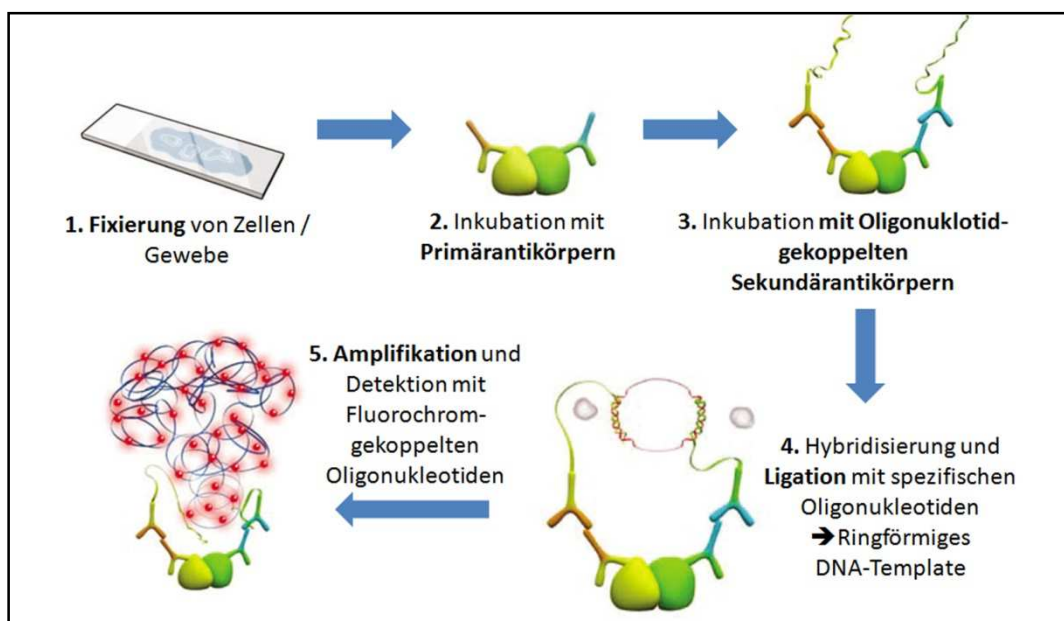 1. Fixierung von Zellen /
Gewebe
2. Inkubation mit
Primärantikörpern
3. Inkubation mit Oligonuklotid-
gekoppelten
Sekundärantikörpern
4. Hybridisierung und
Ligation mit spezifischen
Oligonukleotiden
➔Ringförmiges
DNA-Template
5. Amplifikation und
Detektion mit
Fluorochrom-
gekoppelten
Oligonukleotiden